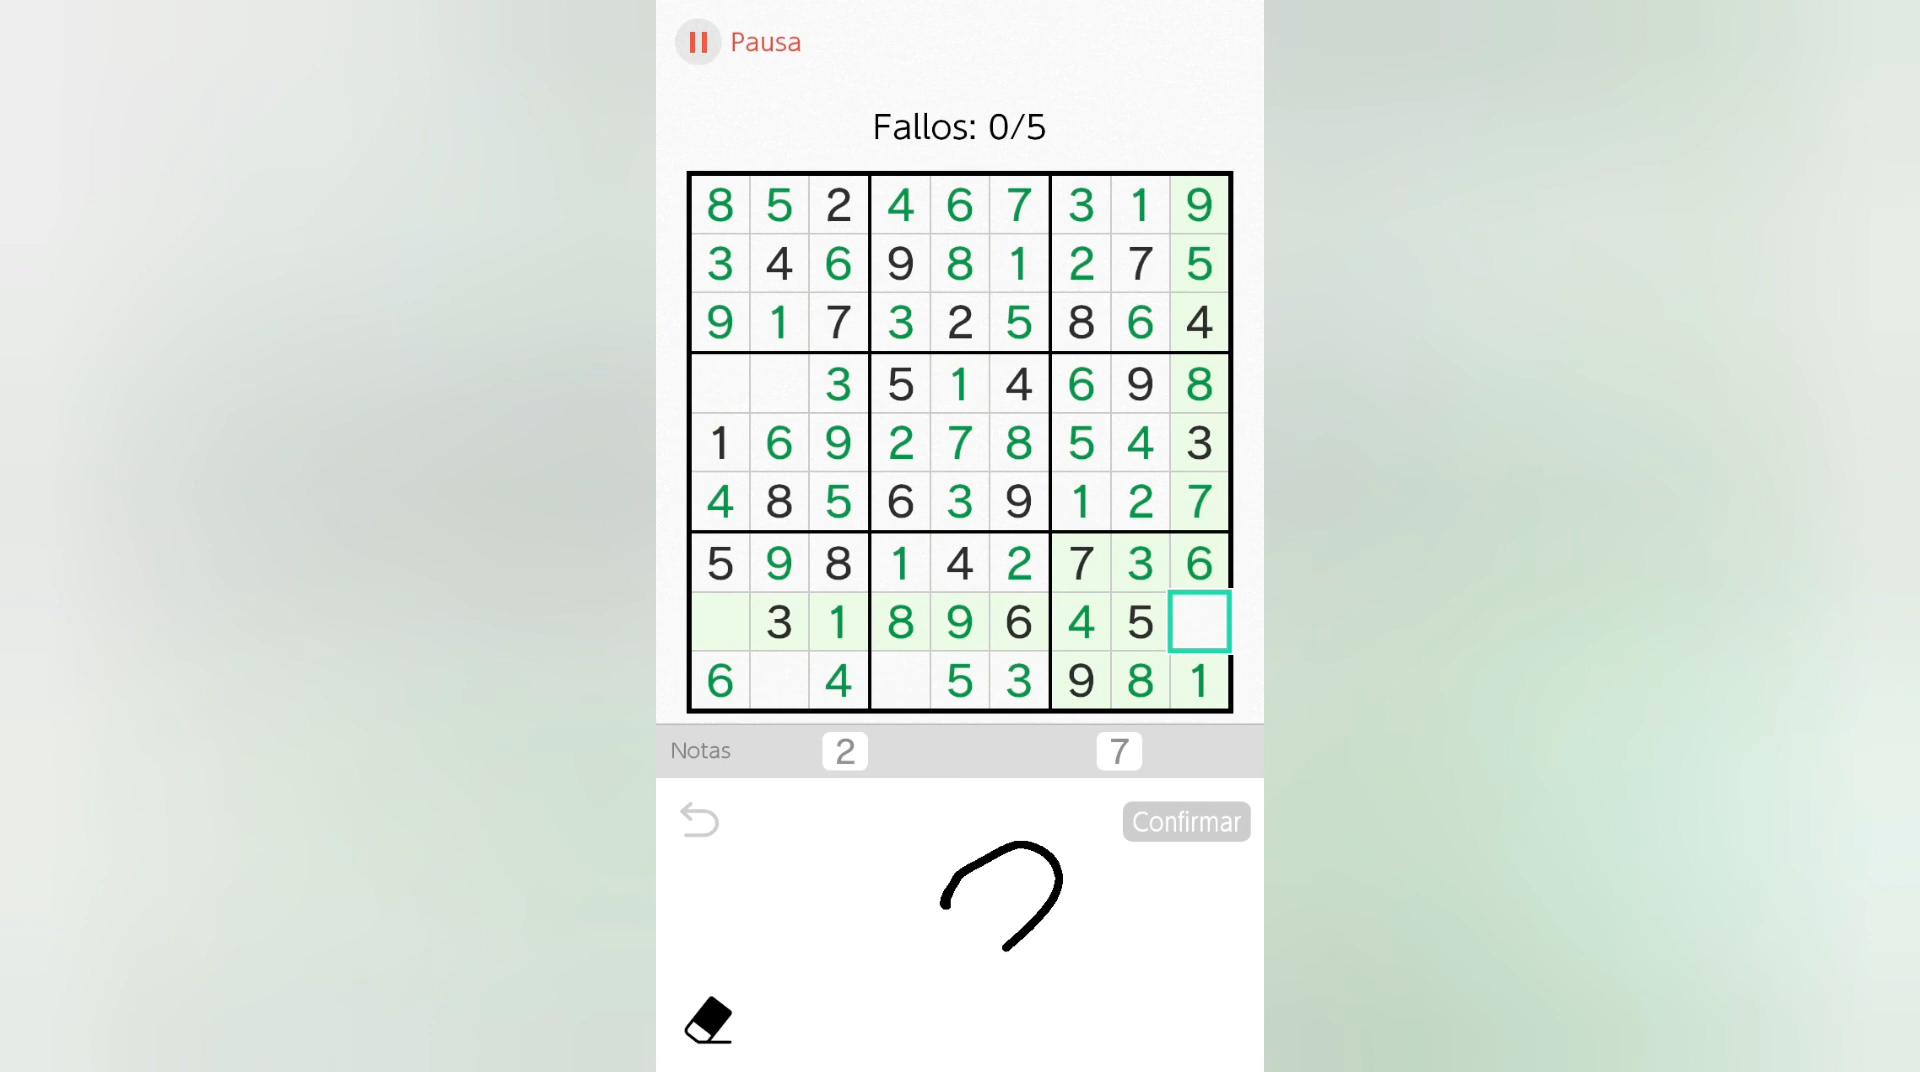 Pausa
Fallos: 0/5
8 5 2 4 6 7 3 1 9
3 4 6 9 8 1 2 7 5
9 1 7 3 2 5 8 6 4
3 5 1 4 6 9 8
1 6 9 2 7 8 5 4 3
4 8 5 6 3 9 1 2 7
5 9 8 1 4 2 7 3 6
3 1 8 9 6 4 5
6 4 5 3 9 8 1
Notas 2 7
Confirmar